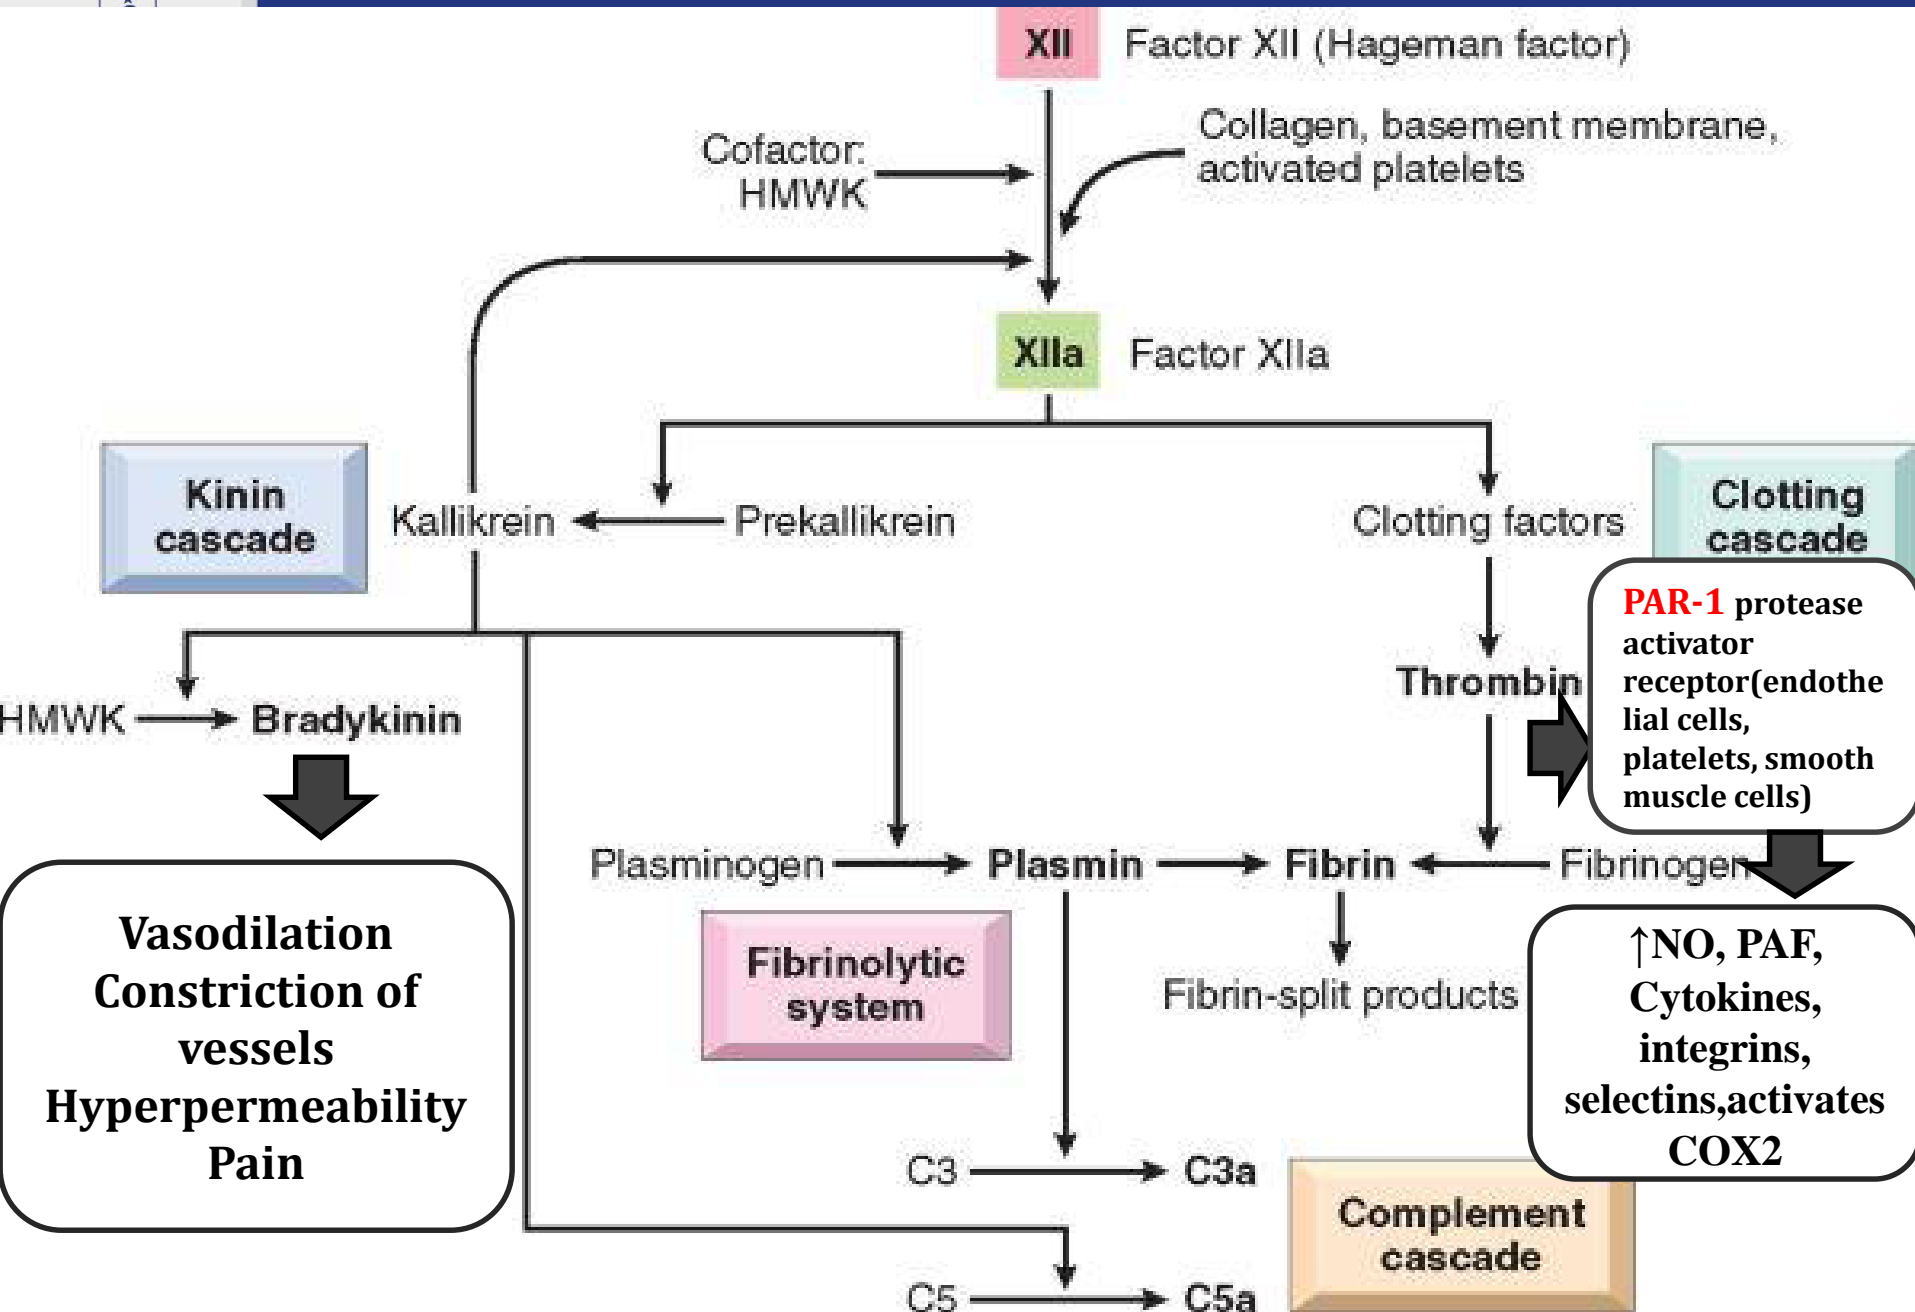 XII
Factor XII (Hageman factor)
Cofactor:
HMWK
Collagen, basement membrane,
activated platelets
XIIa
Factor XIIa
Kinin
cascade
Kallikrein
Prekallikrein
Clotting factors
Clotting
cascade
PAR-1 protease
activator
receptor(endothe
lial cells,
platelets, smooth
muscle cells)
Thrombin
HMWK
Bradykinin
Vasodilation
Constriction of
vessels
Hyperpermeability
Pain
Plasminogen
Plasmin
Fibrin
Fibrinogen
Fibrinolytic
system
Fibrin-split products
↑NO, PAF,
Cytokines,
integrins,
selectins,activates
COX2
C3
C3a
Complement
cascade
C5
C5a